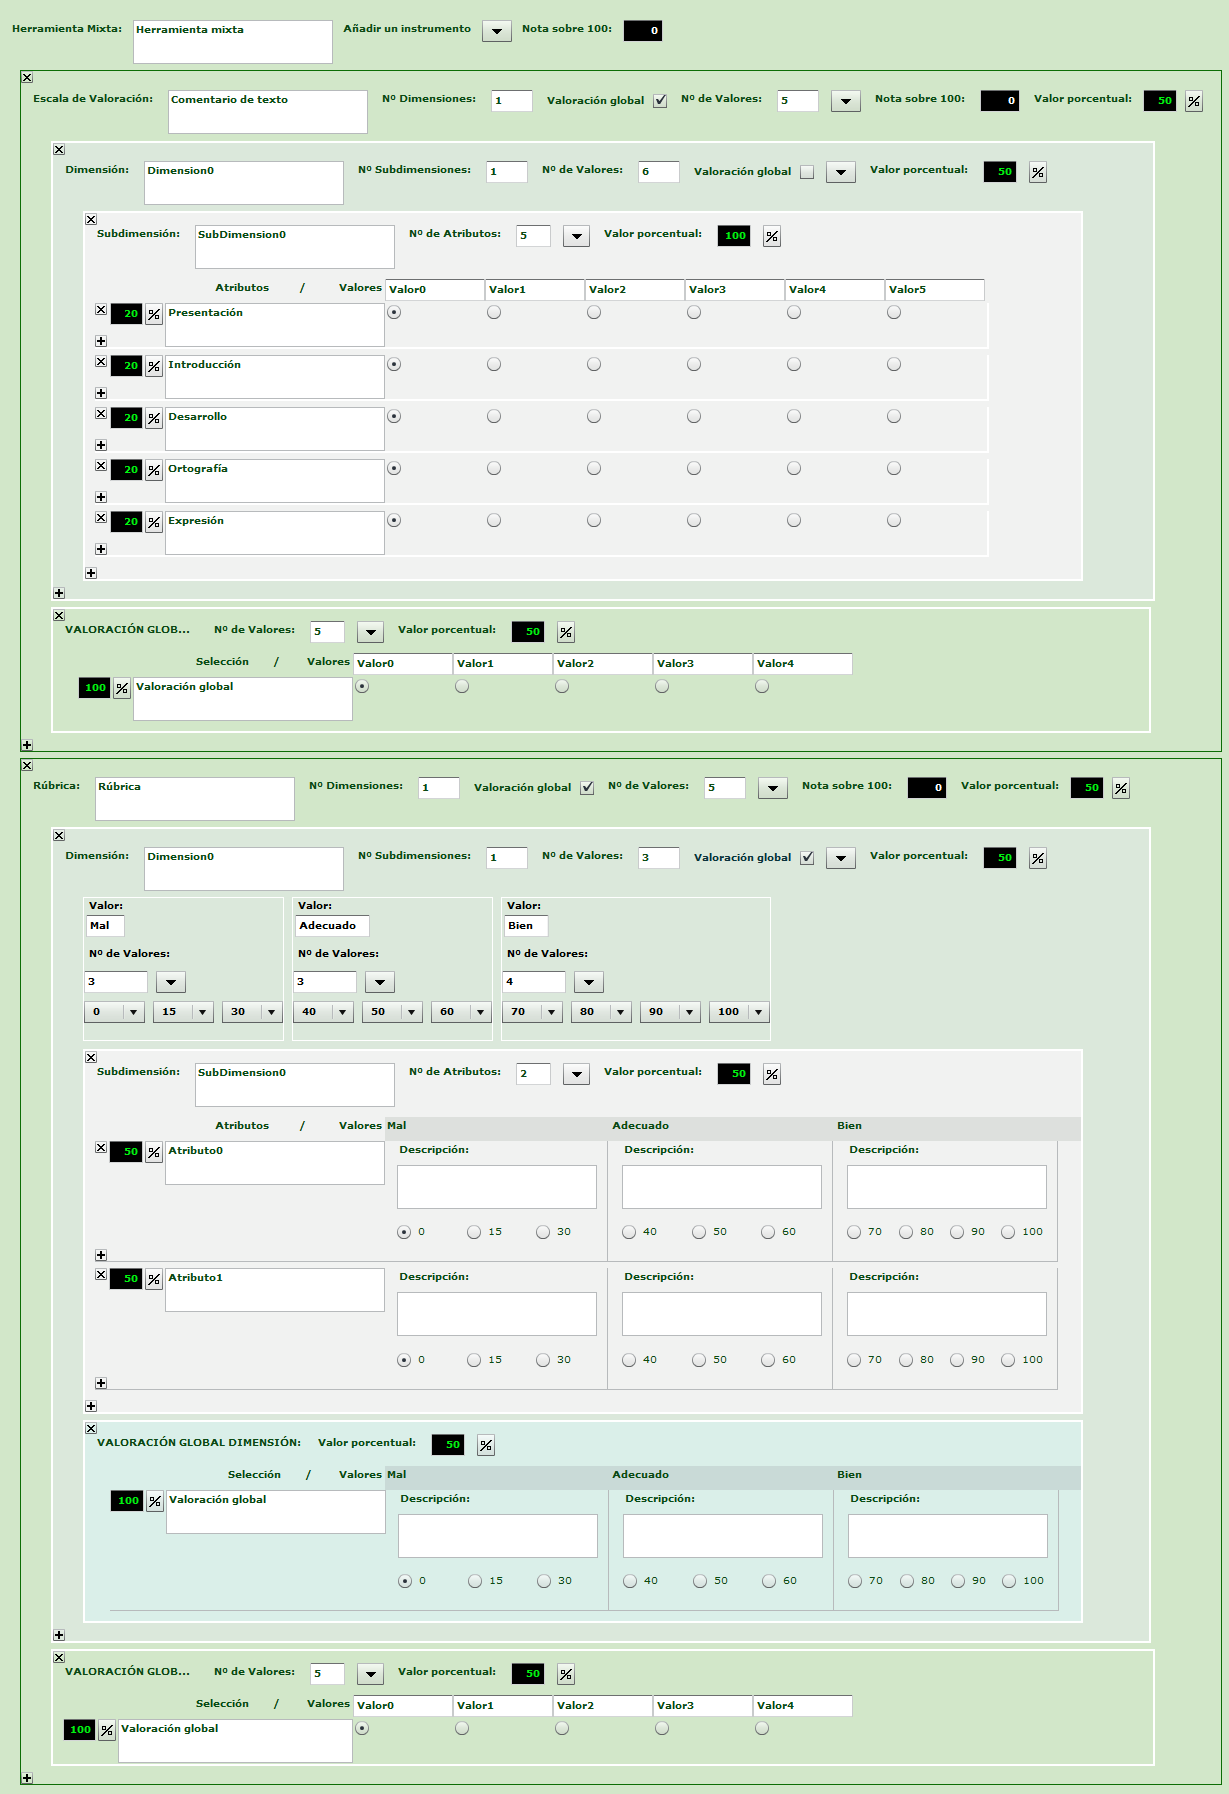 Herramienta Mixta: Herramienta mixta Añadir un instrumento Nota sobre 100: 0
Escala de Valoración: Comentario de texto Nº Dimensiones: 1 Valoración global Nº de Valores: 5 Nota sobre 100: 0 Valor porcentual: 50 %
Dimensión: Dimension0 Nº Subdimensiones: 1 Nº de Valores: 6 Valoración global Valor porcentual: 50 %
Subdimensión: SubDimension0 Nº de Atributos: 5 Valor porcentual: 100 %
Atributos / Valores Valor0 Valor1 Valor2 Valor3 Valor4 Valor5
20 % Presentación
20 % Introducción
20 % Desarrollo
20 % Ortografía
20 % Expresión
VALORACIÓN GLOB... Nº de Valores: 5 Valor porcentual: 50 %
Selección / Valores Valor0 Valor1 Valor2 Valor3 Valor4
100 % Valoración global
Rúbrica: Rúbrica Nº Dimensiones: 1 Valoración global Nº de Valores: 5 Nota sobre 100: 0 Valor porcentual: 50 %
Dimensión: Dimension0 Nº Subdimensiones: 1 Nº de Valores: 3 Valoración global Valor porcentual: 50 %
Valor: Valor: Valor:
Mal Adecuado Bien
Nº de Valores: Nº de Valores: Nº de Valores:
3 3 4
0 15 30 40 50 60 70 80 90 100
Subdimensión: SubDimension0 Nº de Atributos: 2 Valor porcentual: 50 %
Atributos / Valores Mal Adecuado Bien
50 % Atributo0 Descripción: Descripción: Descripción:
0 15 30 40 50 60 70 80 90 100
50 % Atributo1 Descripción: Descripción: Descripción:
0 15 30 40 50 60 70 80 90 100
VALORACIÓN GLOBAL DIMENSIÓN: Valor porcentual: 50 %
Selección / Valores Mal Adecuado Bien
100 % Valoración global Descripción: Descripción: Descripción:
0 15 30 40 50 60 70 80 90 100
VALORACIÓN GLOB... Nº de Valores: 5 Valor porcentual: 50 %
Selección / Valores Valor0 Valor1 Valor2 Valor3 Valor4
100 % Valoración global